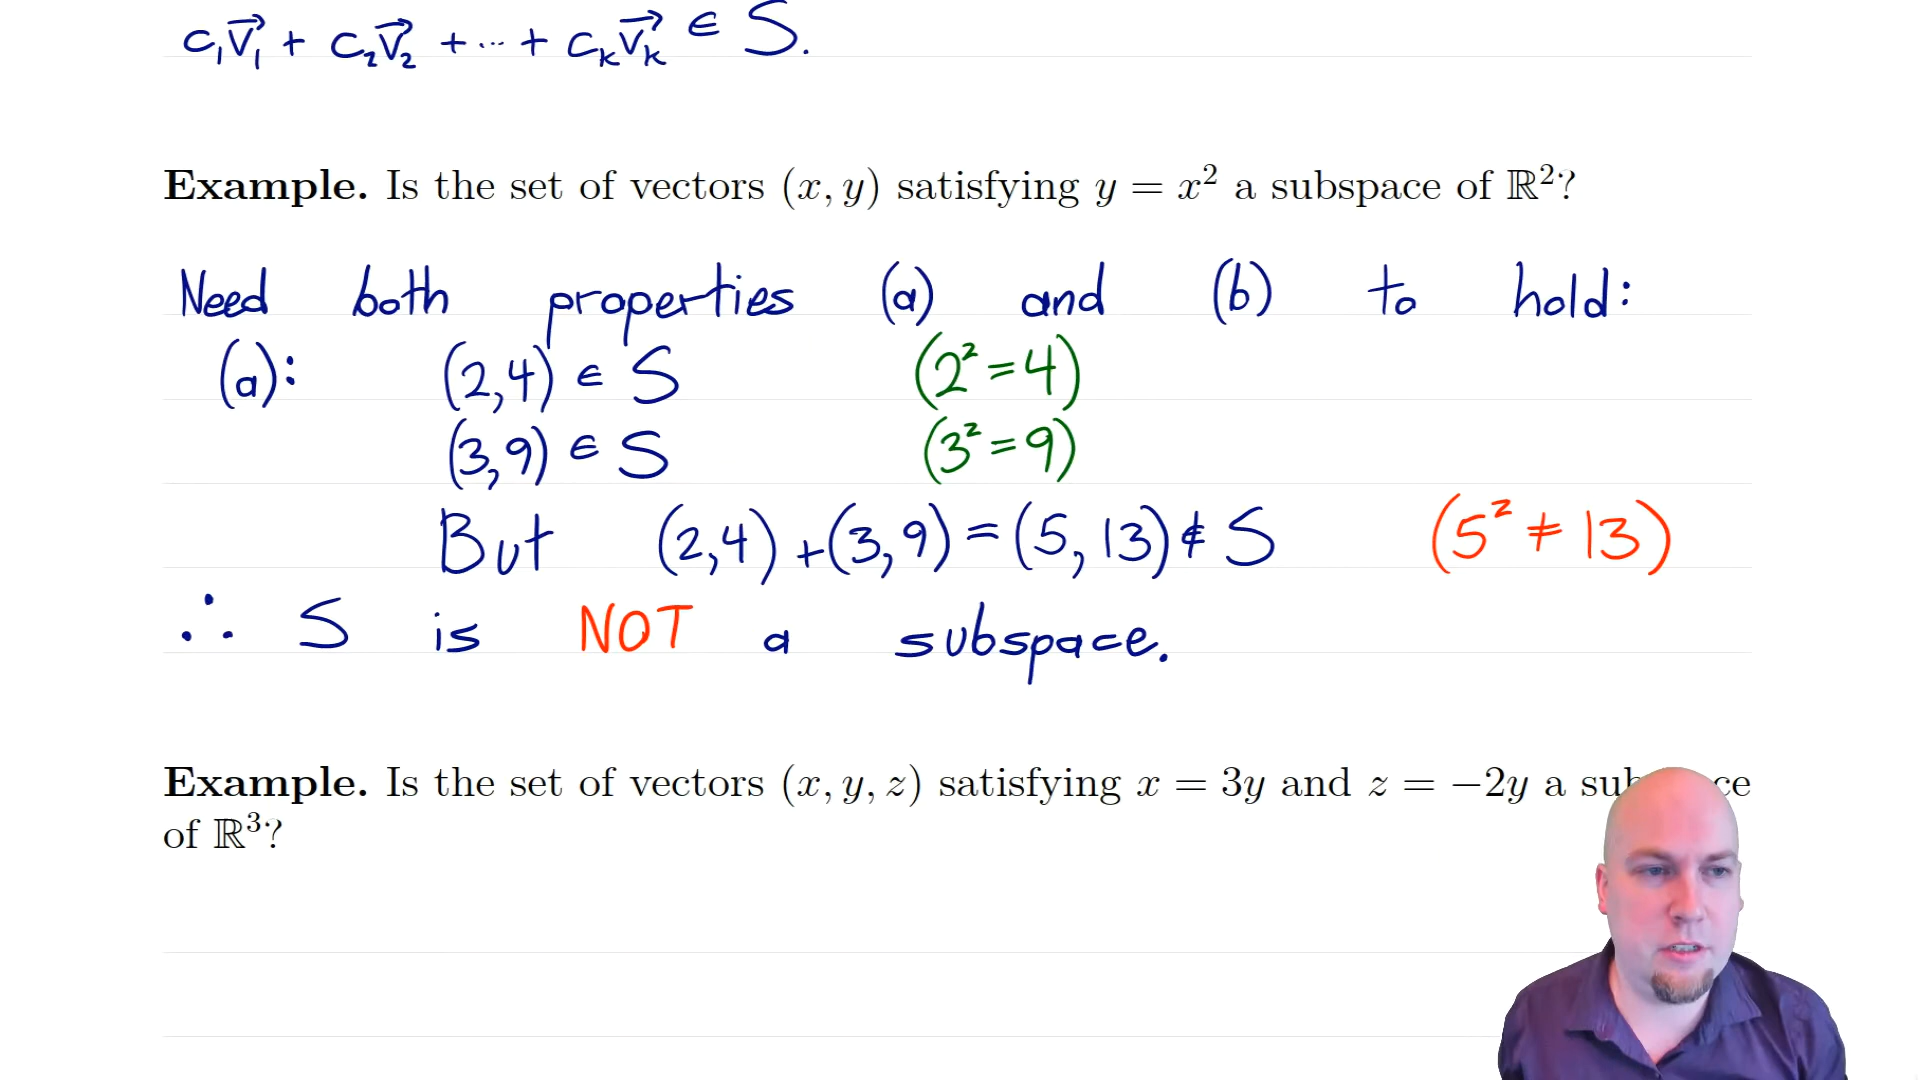 c₁v⃗₁ + c₂v⃗₂ + ⋯ + cₖv⃗ₖ ∈ S.
Example. Is the set of vectors (x, y) satisfying y = x² a subspace of ℝ²?
Need both properties (a) and (b) to hold:
(a): (2,4) ∈ S (2² = 4)
(3,9) ∈ S (3² = 9)
But (2,4) + (3,9) = (5,13) ∉ S (5² ≠ 13)
∴ S is NOT a subspace.
Example. Is the set of vectors (x, y, z) satisfying x = 3y and z = −2y a
of ℝ³?